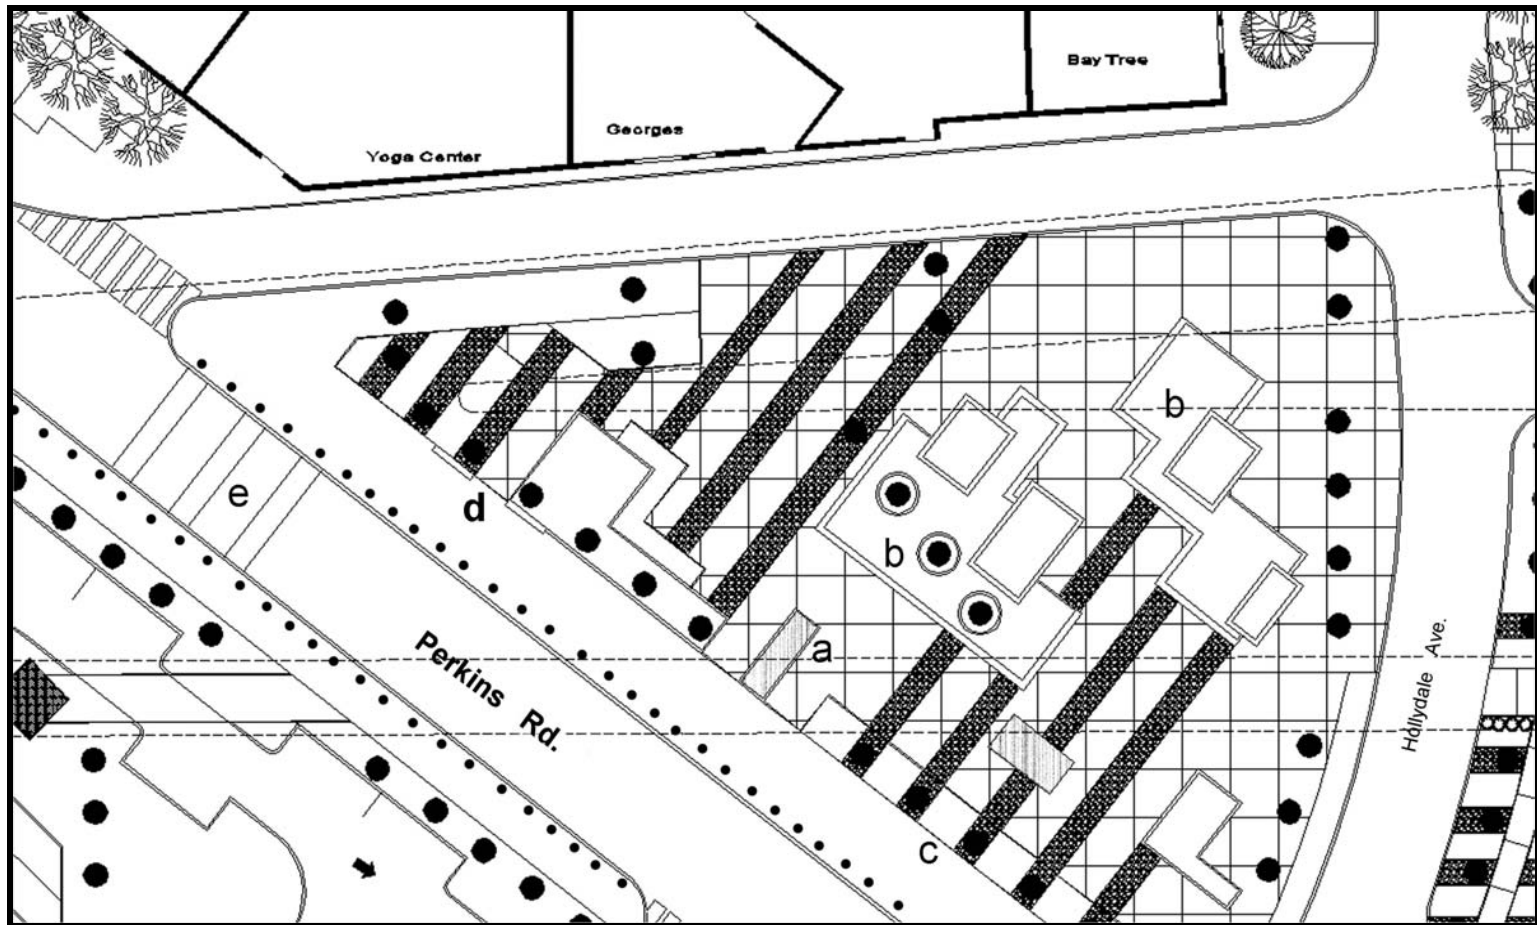 Bay Tree
Georges
Yoga Center
b
e
d
b
a
Perkins Rd.
Hollydale Ave.
c